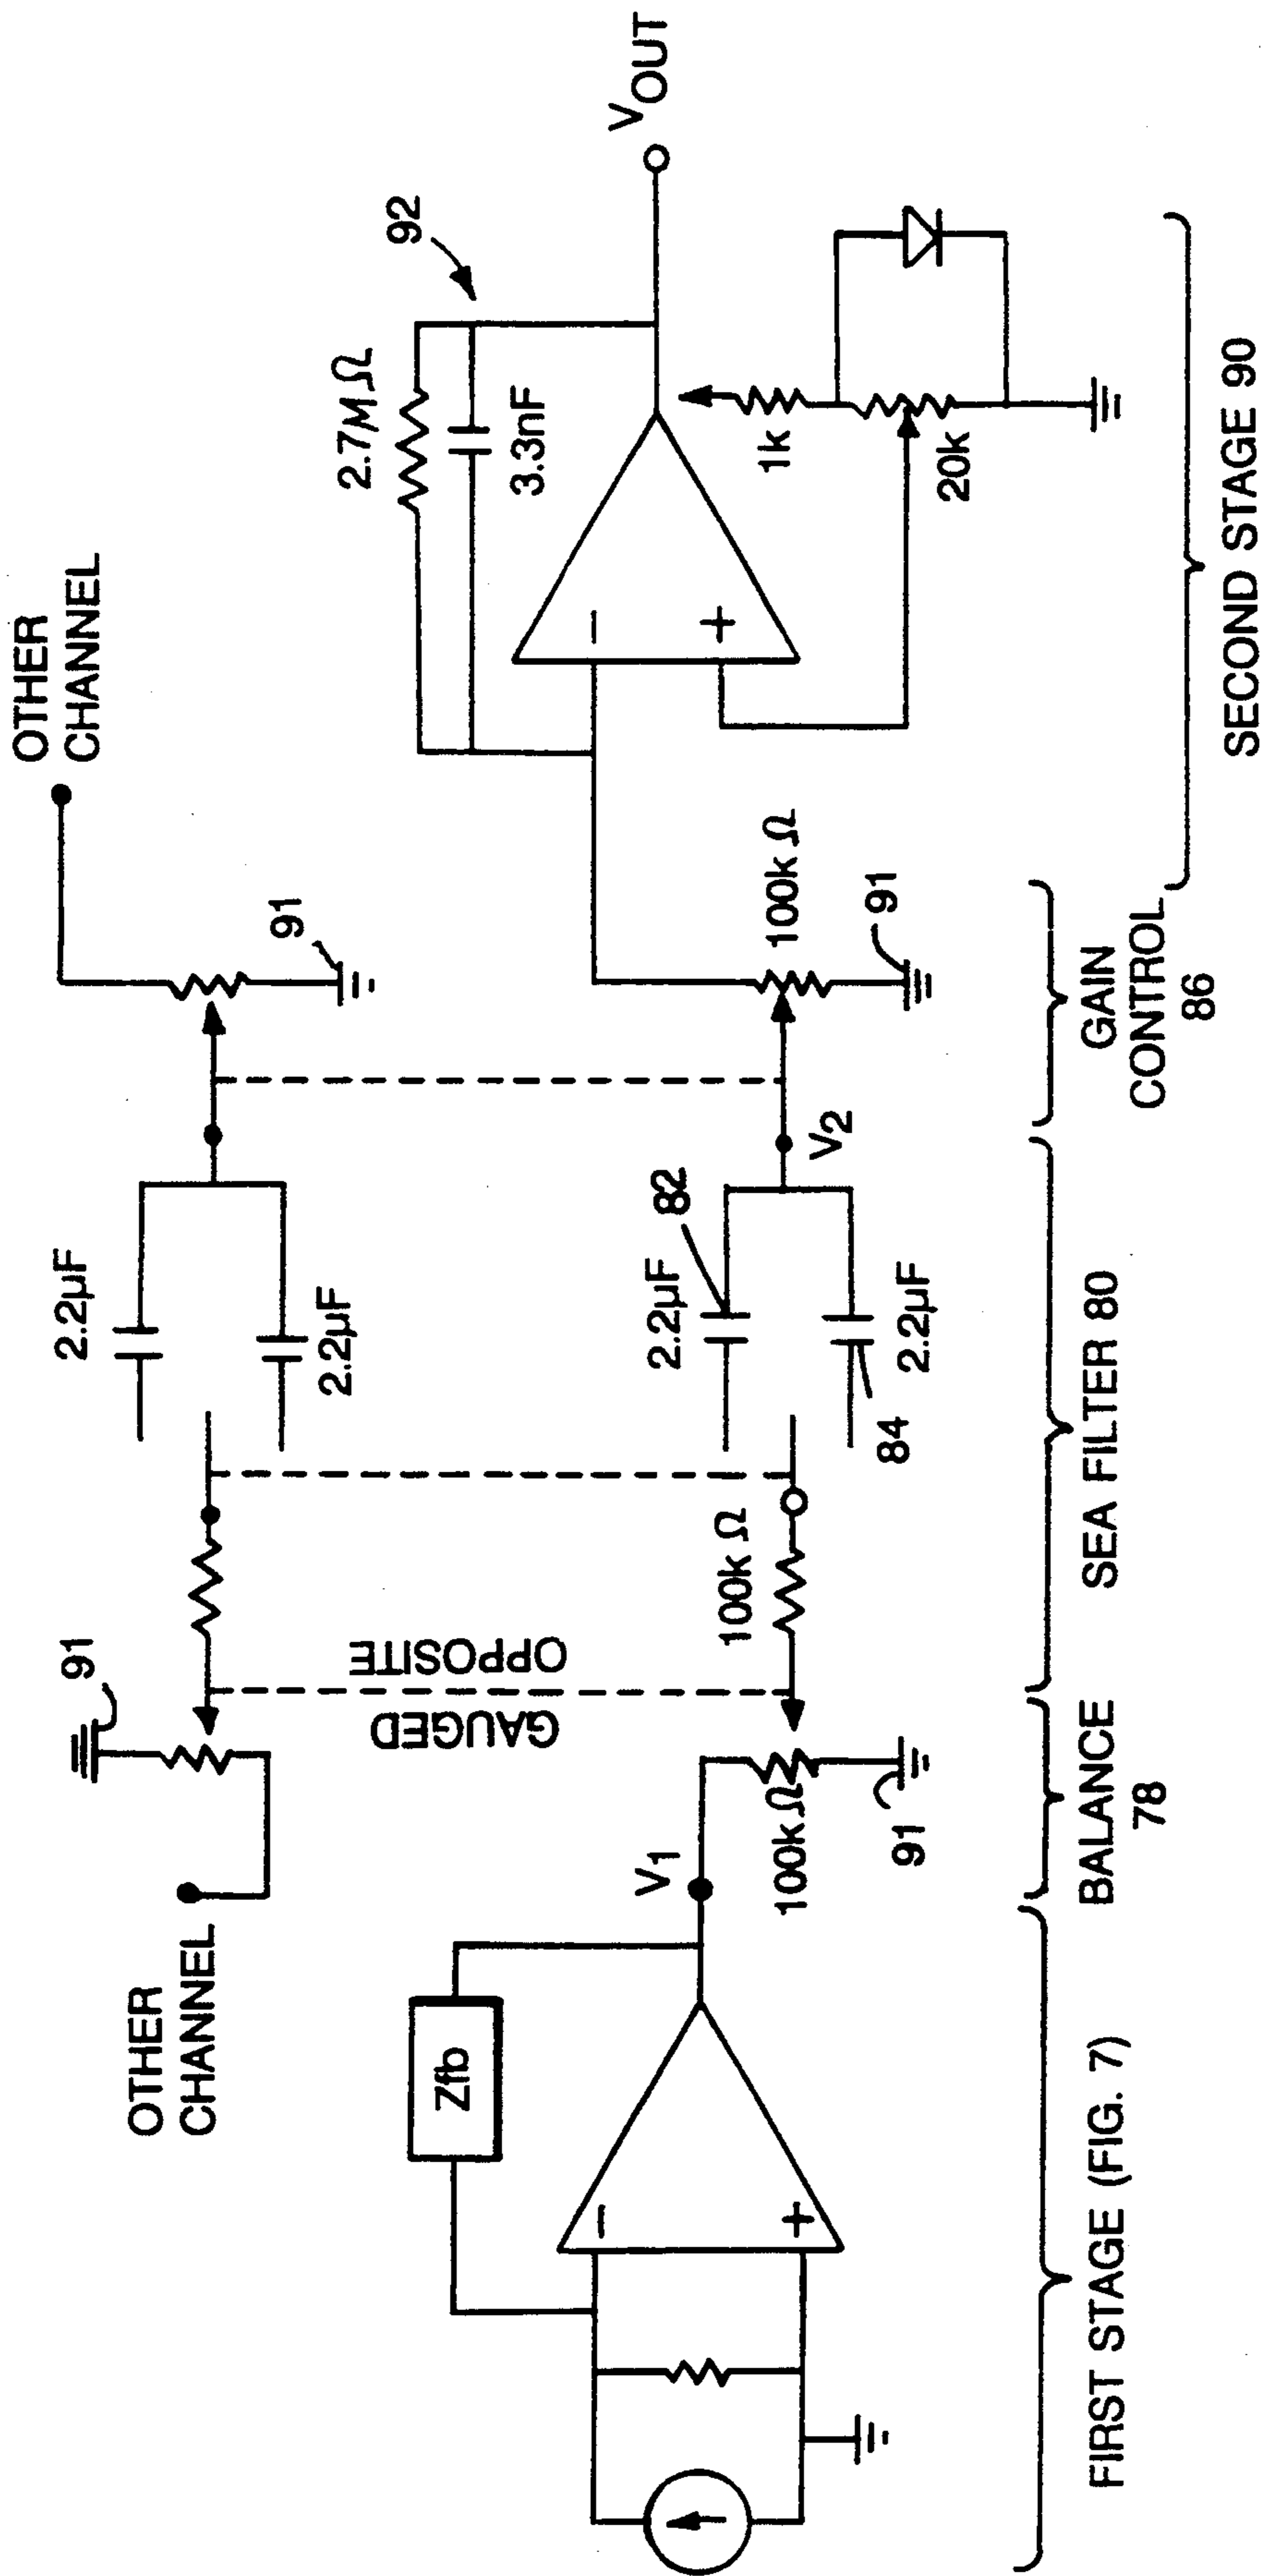 OTHER
CHANNEL
91
GAUGED
OPPOSITE
2.2µF
2.2µF
91
OTHER
CHANNEL
Zfb
−
+
V1
100kΩ
91
100kΩ
2.2µF
82
84
2.2µF
V2
100kΩ
91
2.7MΩ
3.3nF
92
−
+
1k
20k
VOUT
FIRST STAGE (FIG. 7)
BALANCE
78
SEA FILTER 80
GAIN
CONTROL
86
SECOND STAGE 90